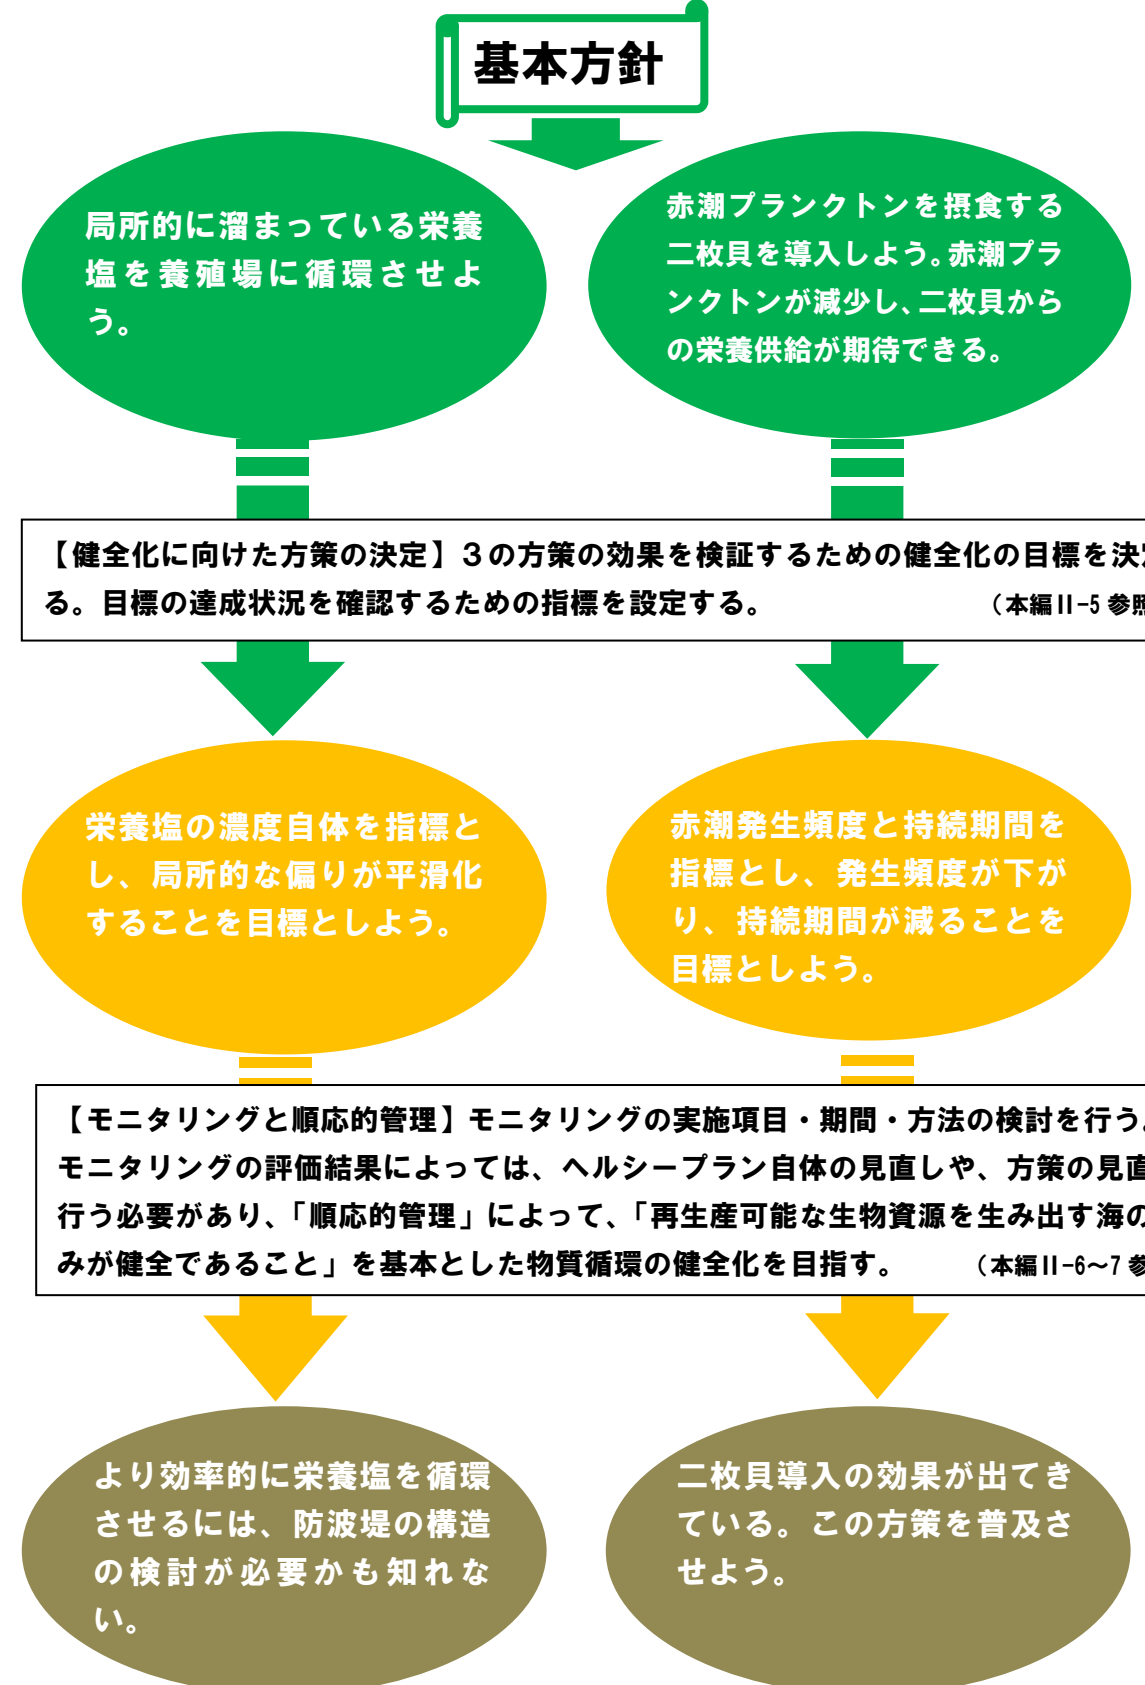 基本方針
局所的に溜まっている栄養
塩を養殖場に循環させよ
う。
赤潮プランクトンを摂食する
二枚貝を導入しよう。赤潮プラ
ンクトンが減少し、二枚貝から
の栄養供給が期待できる。
【健全化に向けた方策の決定】３の方策の効果を検証するための健全化の目標を決
る。目標の達成状況を確認するための指標を設定する。 （本編Ⅱ-5 参照
栄養塩の濃度自体を指標と
し、局所的な偏りが平滑化
することを目標としよう。
赤潮発生頻度と持続期間を
指標とし、発生頻度が下が
り、持続期間が減ることを
目標としよう。
【モニタリングと順応的管理】モニタリングの実施項目・期間・方法の検討を行う。
モニタリングの評価結果によっては、ヘルシープラン自体の見直しや、方策の見直
行う必要があり、「順応的管理」によって、「再生産可能な生物資源を生み出す海の
みが健全であること」を基本とした物質循環の健全化を目指す。 （本編Ⅱ-6～7 参
より効率的に栄養塩を循環
させるには、防波堤の構造
の検討が必要かも知れな
い。
二枚貝導入の効果が出てき
ている。この方策を普及さ
せよう。